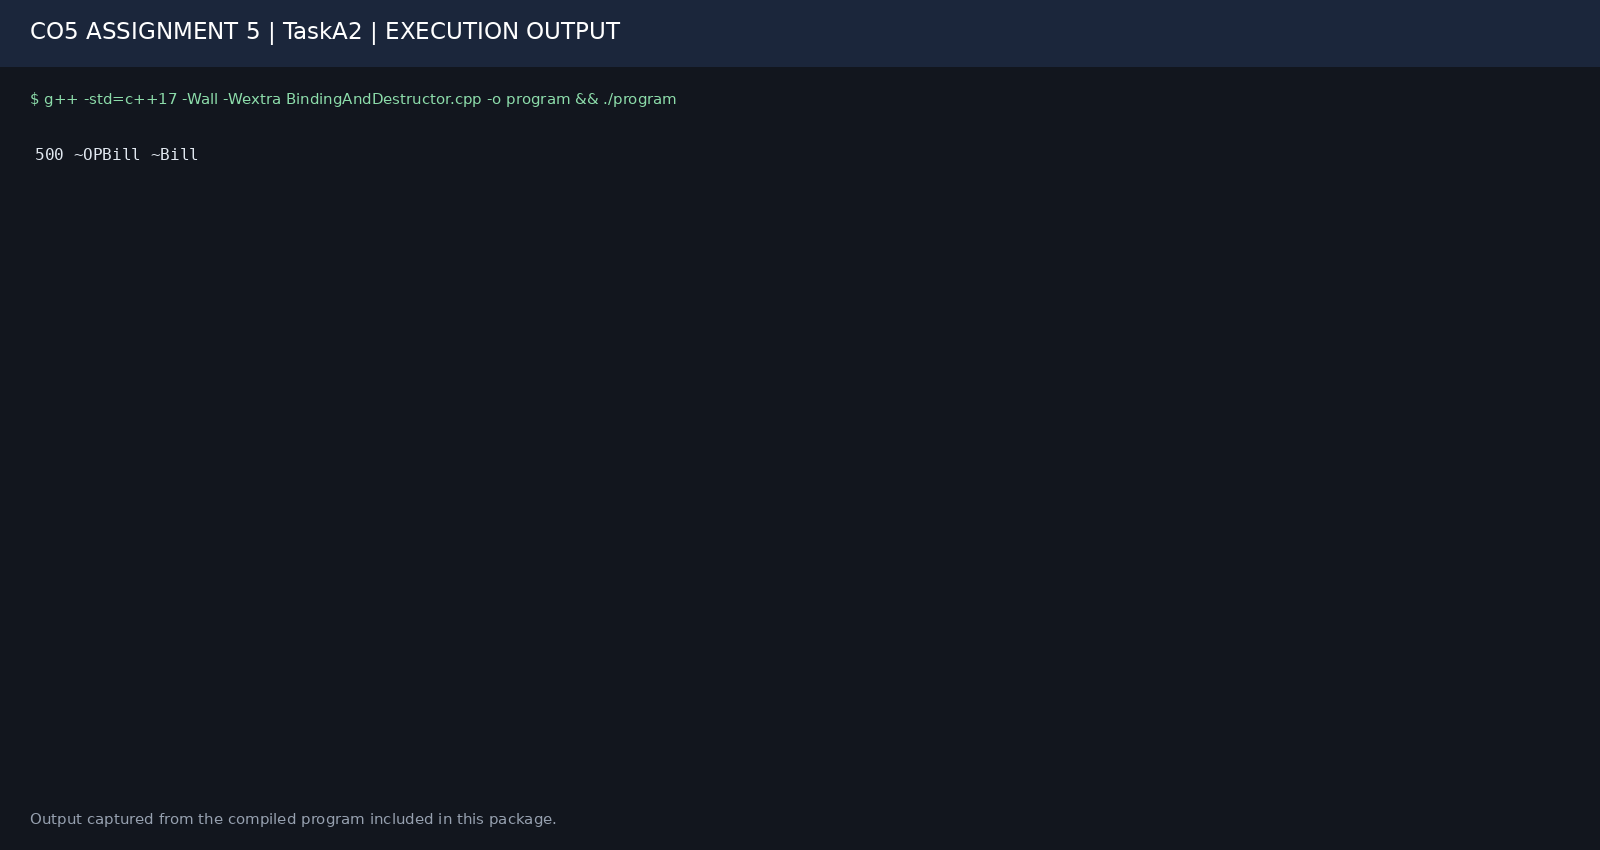 CO5 ASSIGNMENT 5 | TaskA2 | EXECUTION OUTPUT
$ g++ -std=c++17 -Wall -Wextra BindingAndDestructor.cpp -o program && ./program
500 ~OPBill ~Bill
Output captured from the compiled program included in this package.